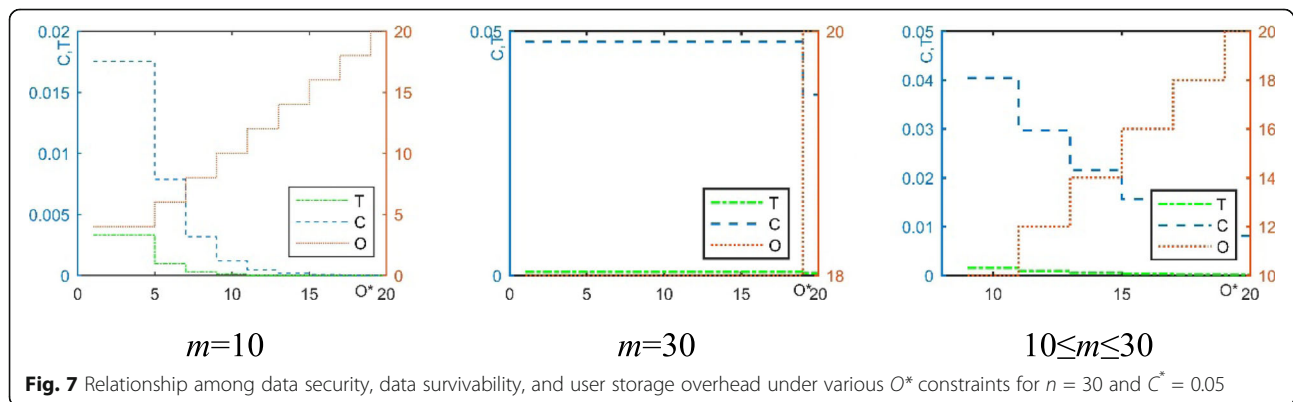 0.02
0.015
0.01
0.005
0
C,T
20
15
10
5
0
0
5
10
15
20
O*
T
C
O
m=10
0.05
0
C,T
20
18
0
5
10
15
20
O*
T
C
O
m=30
0.05
0.04
0.03
0.02
0.01
0
C,T
20
18
16
14
12
10
10
15
20
O*
T
C
O
10≤m≤30
Fig. 7 Relationship among data security, data survivability, and user storage overhead under various O* constraints for n = 30 and C* = 0.05